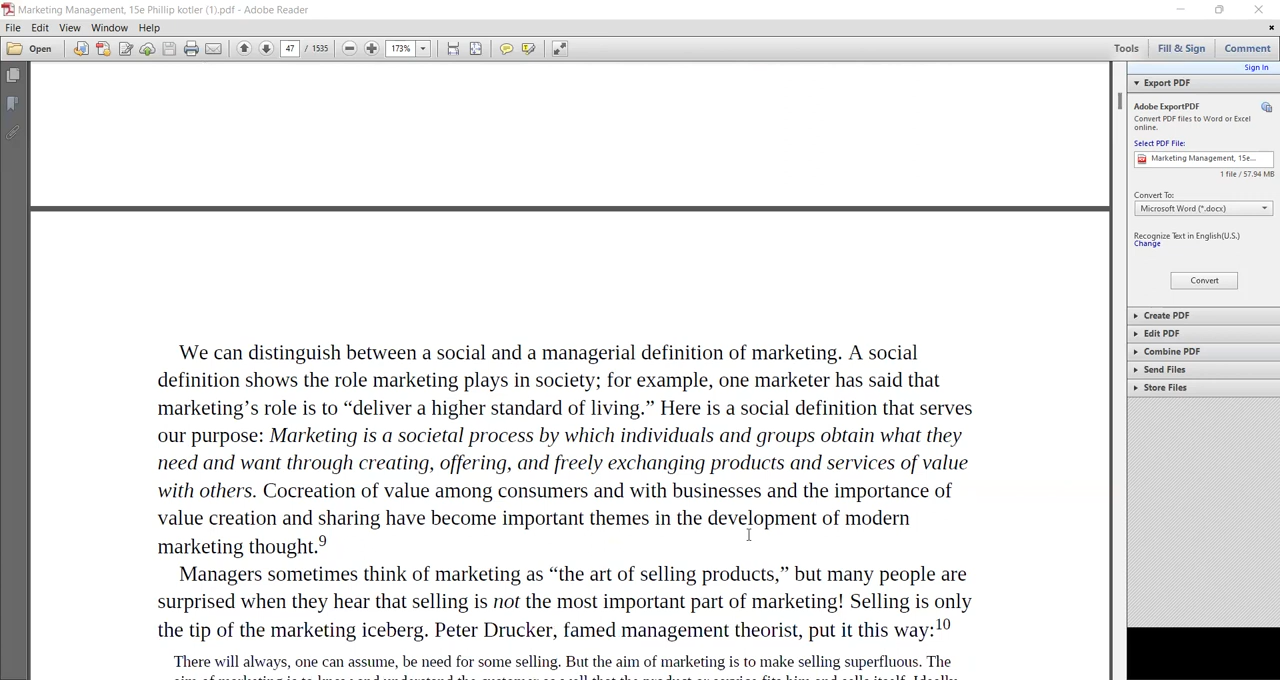 Marketing Management, 15e Phillip kotler (1).pdf - Adobe Reader
File Edit View Window Help
Open 47 / 1535 173% Tools Fill & Sign Comment
Sign In
Export PDF
Adobe ExportPDF
Convert PDF files to Word or Excel
online.
Select PDF File:
Marketing Management, 15e...
1 file / 57.94 MB
Convert To:
Microsoft Word (*.docx)
Recognize Text in English(U.S.)
Change
Convert
Create PDF
Edit PDF
Combine PDF
Send Files
Store Files
We can distinguish between a social and a managerial definition of marketing. A social
definition shows the role marketing plays in society; for example, one marketer has said that
marketing’s role is to “deliver a higher standard of living.” Here is a social definition that serves
our purpose: Marketing is a societal process by which individuals and groups obtain what they
need and want through creating, offering, and freely exchanging products and services of value
with others. Cocreation of value among consumers and with businesses and the importance of
value creation and sharing have become important themes in the development of modern
marketing thought.9
Managers sometimes think of marketing as “the art of selling products,” but many people are
surprised when they hear that selling is not the most important part of marketing! Selling is only
the tip of the marketing iceberg. Peter Drucker, famed management theorist, put it this way:10
There will always, one can assume, be need for some selling. But the aim of marketing is to make selling superfluous. The